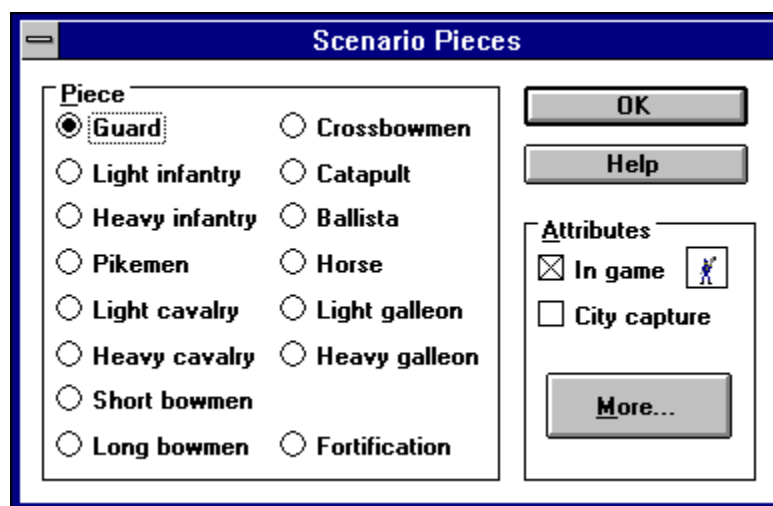 Scenario Pieces
Piece
Guard
Light infantry
Heavy infantry
Pikemen
Light cavalry
Heavy cavalry
Short bowmen
Long bowmen
Crossbowmen
Catapult
Ballista
Horse
Light galleon
Heavy galleon
Fortification
OK
Help
Attributes
In game
City capture
More...